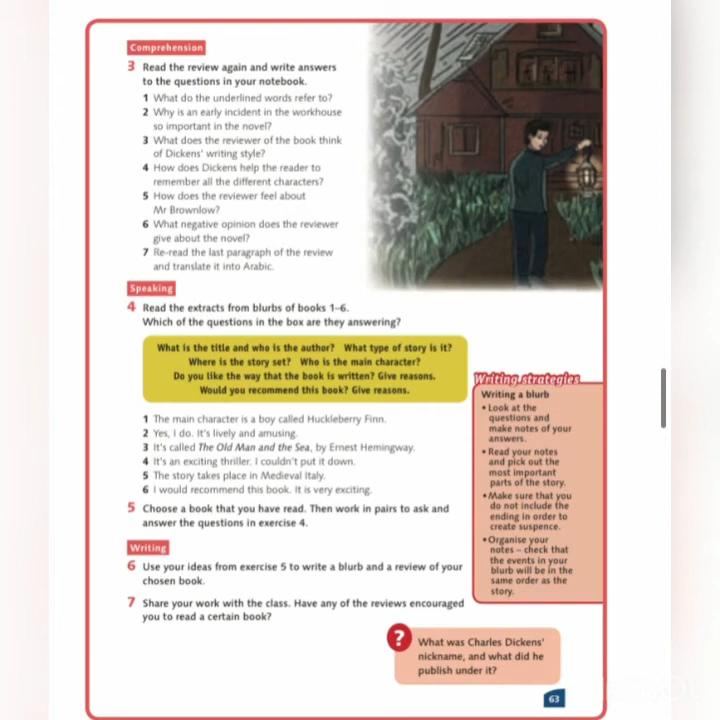 Comprehension
3 Read the review again and write answers
to the questions in your notebook.
1 What do the underlined words refer to?
2 Why is an early incident in the workhouse
so important in the novel?
3 What does the reviewer of the book think
of Dickens' writing style?
4 How does Dickens help the reader to
remember all the different characters?
5 How does the reviewer feel about
Mr Brownlow?
6 What negative opinion does the reviewer
give about the novel?
7 Re-read the last paragraph of the review
and translate it into Arabic.
Speaking
4 Read the extracts from blurbs of books 1–6.
Which of the questions in the box are they answering?
What is the title and who is the author? What type of story is it?
Where is the story set? Who is the main character?
Do you like the way that the book is written? Give reasons.
Would you recommend this book? Give reasons.
1 The main character is a boy called Huckleberry Finn.
2 Yes, I do. It's lively and amusing.
3 It's called The Old Man and the Sea, by Ernest Hemingway.
4 It's an exciting thriller. I couldn't put it down.
5 The story takes place in Medieval Italy.
6 I would recommend this book. It is very exciting.
5 Choose a book that you have read. Then work in pairs to ask and
answer the questions in exercise 4.
Writing
6 Use your ideas from exercise 5 to write a blurb and a review of your
chosen book.
7 Share your work with the class. Have any of the reviews encouraged
you to read a certain book?
Writing strategies
Writing a blurb
• Look at the
questions and
make notes of your
answers.
• Read your notes
and pick out the
most important
parts of the story.
• Make sure that you
do not include the
ending in order to
create suspence.
• Organise your
notes – check that
the events in your
blurb will be in the
same order as the
story.
?
What was Charles Dickens'
nickname, and what did he
publish under it?
63